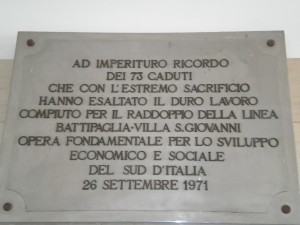 AD IMPERITURO RICORDO
DEI 73 CADUTI
CHE CON L'ESTREMO SACRIFICIO
HANNO ESALTATO IL DURO LAVORO
COMPIUTO PER IL RADDOPPIO DELLA LINEA
BATTIPAGLIA-VILLA S.GIOVANNI
OPERA FONDAMENTALE PER LO SVILUPPO
ECONOMICO E SOCIALE
DEL SUD D'ITALIA
26 SETTEMBRE 1971